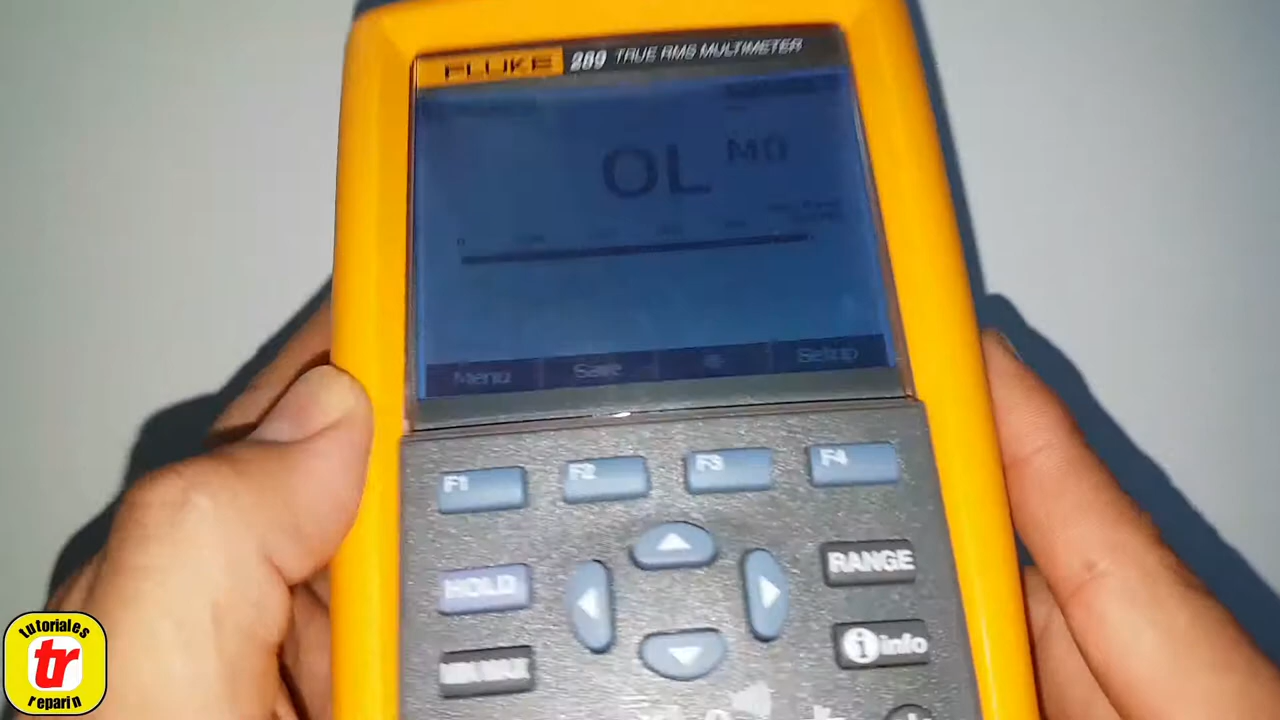 FLUKE 289 TRUE RMS MULTIMETER
OL MΩ
0
Menu Save Setup
F1 F2 F3 F4
HOLD
RANGE
MIN MAX
i info
tutoriales
tr
reparin